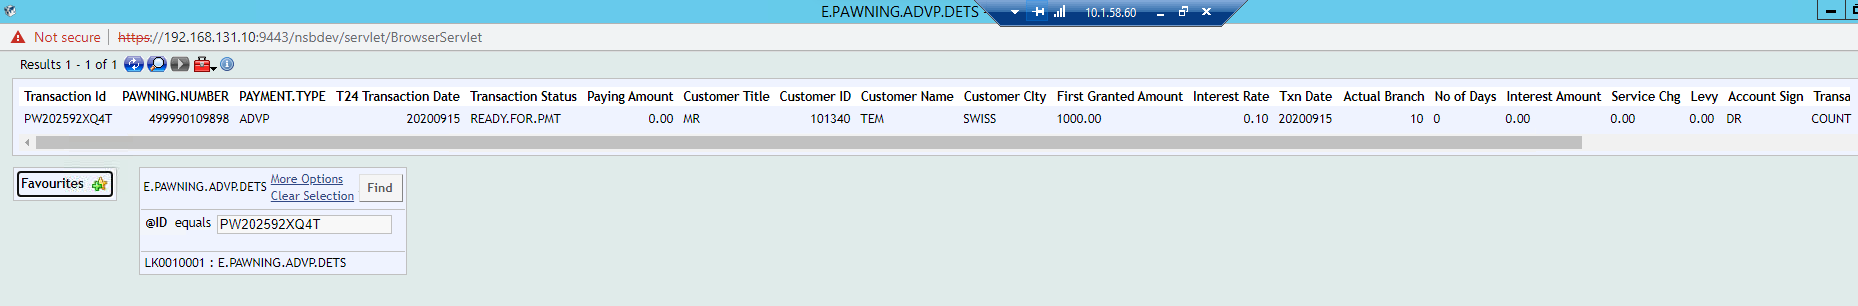 E.PAWNING.ADVP.DETS -
10.1.58.60
Not secure https://192.168.131.10:9443/nsbdev/servlet/BrowserServlet
Results 1 - 1 of 1
Transaction Id PAWNING.NUMBER PAYMENT.TYPE T24 Transaction Date Transaction Status Paying Amount Customer Title Customer ID Customer Name Customer CIty First Granted Amount Interest Rate Txn Date Actual Branch No of Days Interest Amount Service Chg Levy Account Sign Transa
PW202592XQ4T 499990109898 ADVP 20200915 READY.FOR.PMT 0.00 MR 101340 TEM SWISS 1000.00 0.10 20200915 10 0 0.00 0.00 0.00 DR COUNT
Favourites
E.PAWNING.ADVP.DETS More Options Find
Clear Selection
@ID equals PW202592XQ4T
LK0010001 : E.PAWNING.ADVP.DETS